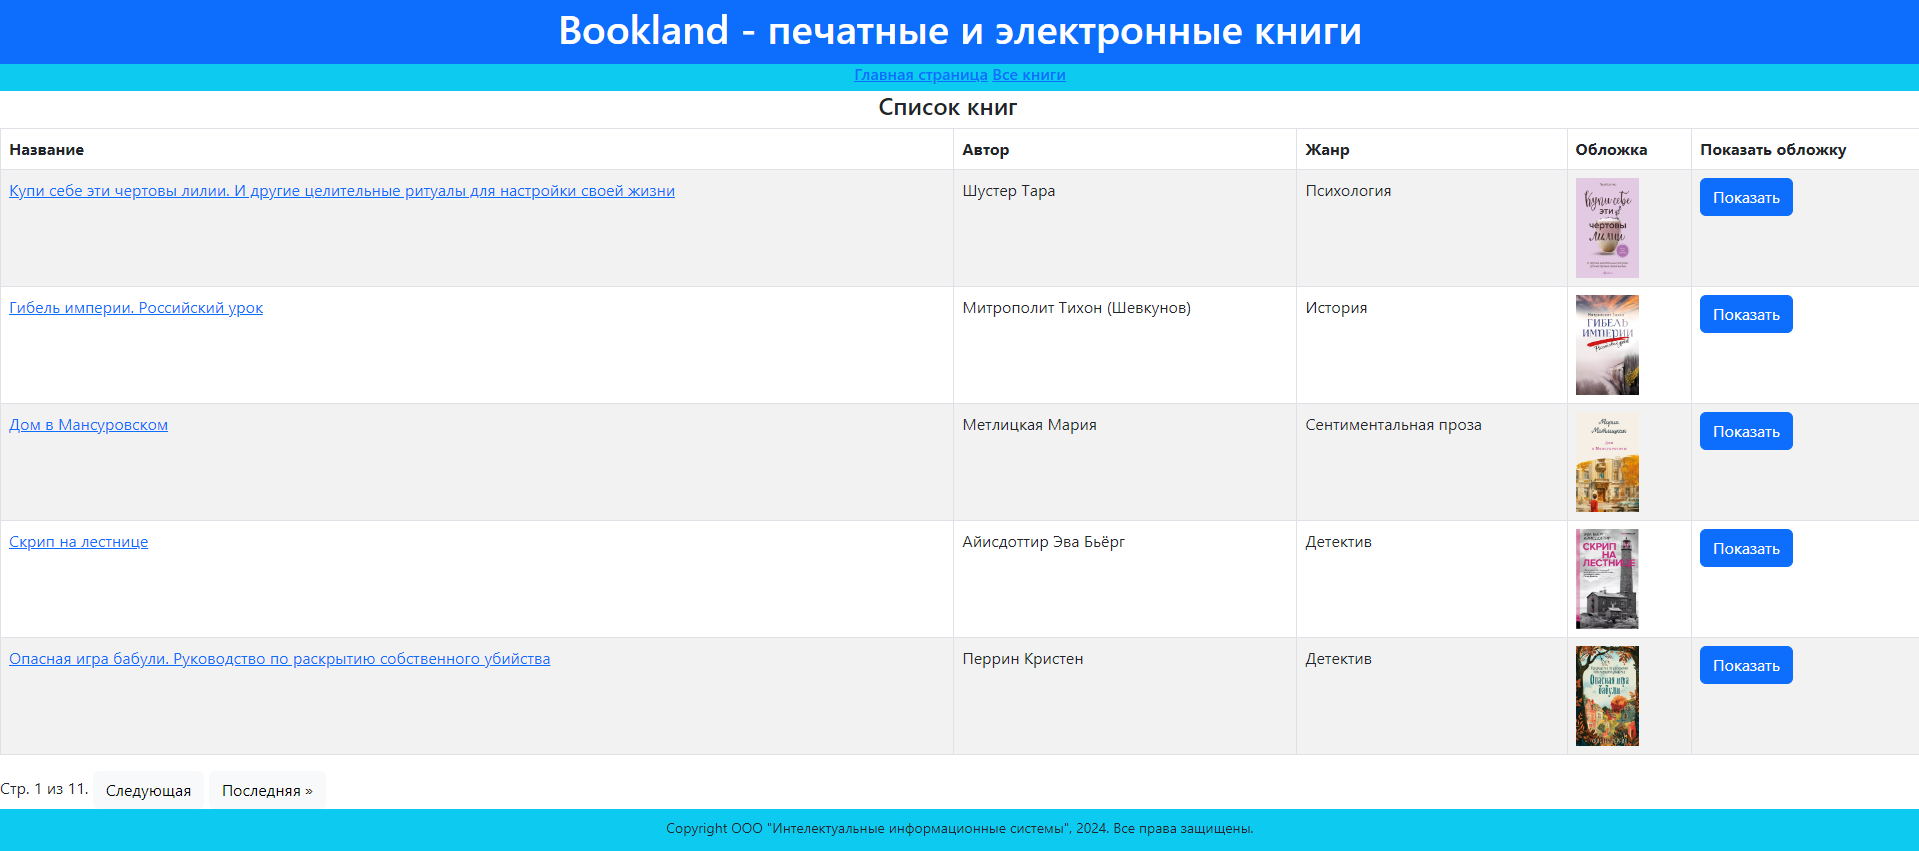 Bookland - печатные и электронные книги
Главная страница Все книги
Список книг
Название Автор Жанр Обложка Показать обложку
Купи себе эти чертовы лилии. И другие целительные ритуалы для настройки своей жизни Шустер Тара Психология Показать
Купи себе
эти
чёртовы
лилии
Гибель империи. Российский урок Митрополит Тихон (Шевкунов) История Показать
ГИБЕЛЬ
ИМПЕРИИ
Дом в Мансуровском Метлицкая Мария Сентиментальная проза Показать
Мария
Метлицкая
Скрип на лестнице Айисдоттир Эва Бьёрг Детектив Показать
СКРИП
НА
ЛЕСТНИЦЕ
Опасная игра бабули. Руководство по раскрытию собственного убийства Перрин Кристен Детектив Показать
Опасная игра
бабули
Стр. 1 из 11. Следующая Последняя »
Copyright ООО "Интелектуальные информационные системы", 2024. Все права защищены.